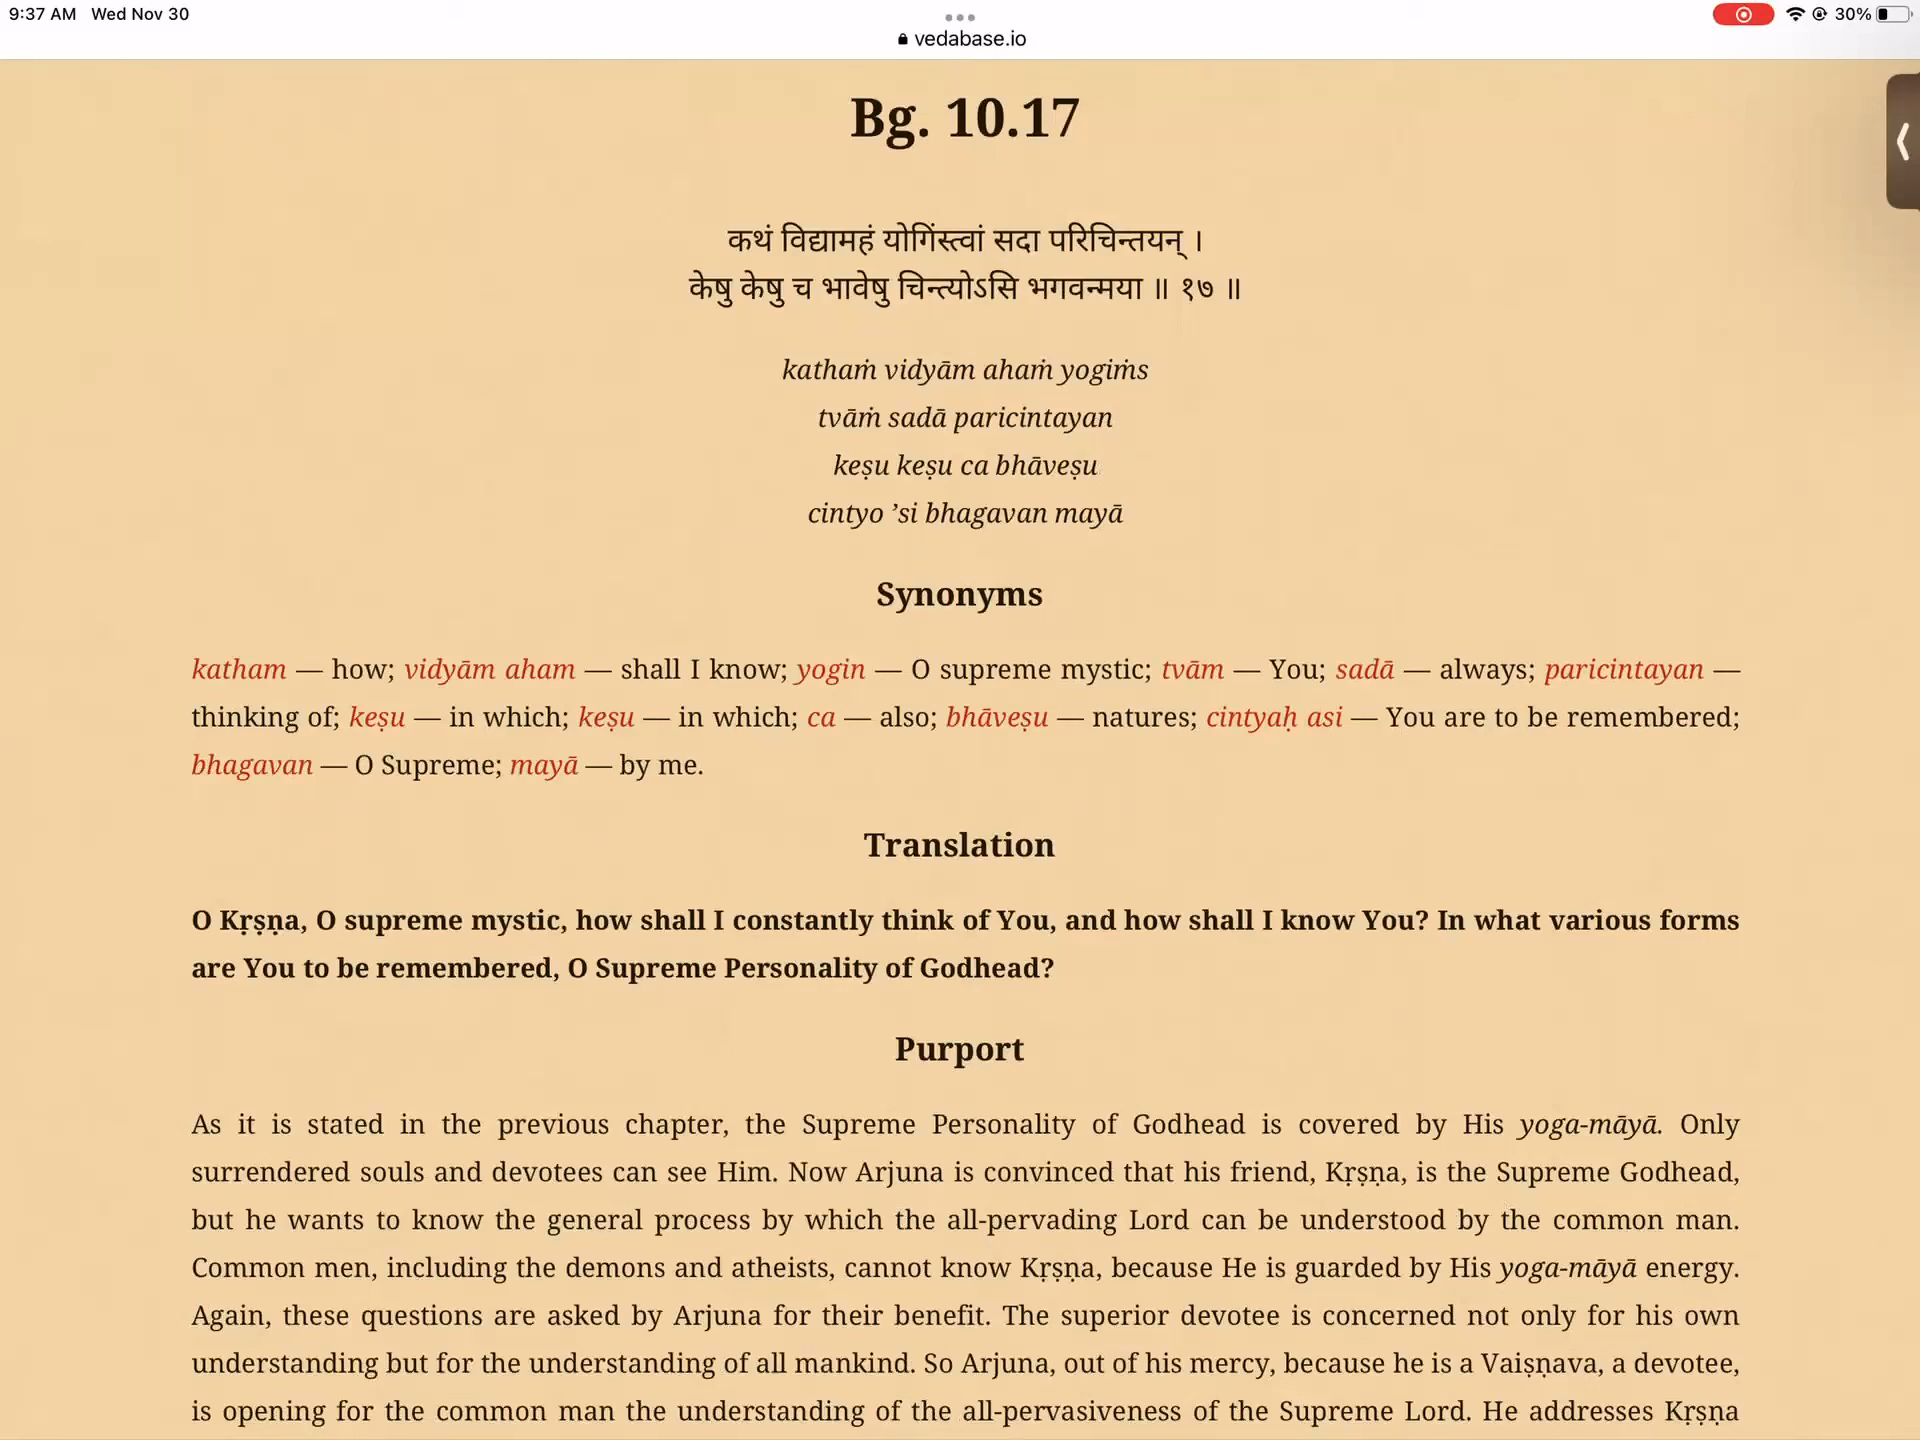 9:37 AM Wed Nov 30
30%
vedabase.io
Bg. 10.17
कथं विद्यामहं योगिंस्त्वां सदा परिचिन्तयन् ।
केषु केषु च भावेषु चिन्त्योऽसि भगवन्मया ॥ १७ ॥
kathaṁ vidyām ahaṁ yogiṁs
tvāṁ sadā paricintayan
keṣu keṣu ca bhāveṣu
cintyo ’si bhagavan mayā
Synonyms
katham — how; vidyām aham — shall I know; yogin — O supreme mystic; tvām — You; sadā — always; paricintayan —
thinking of; keṣu — in which; keṣu — in which; ca — also; bhāveṣu — natures; cintyaḥ asi — You are to be remembered;
bhagavan — O Supreme; mayā — by me.
Translation
O Kṛṣṇa, O supreme mystic, how shall I constantly think of You, and how shall I know You? In what various forms
are You to be remembered, O Supreme Personality of Godhead?
Purport
As it is stated in the previous chapter, the Supreme Personality of Godhead is covered by His yoga-māyā. Only
surrendered souls and devotees can see Him. Now Arjuna is convinced that his friend, Kṛṣṇa, is the Supreme Godhead,
but he wants to know the general process by which the all-pervading Lord can be understood by the common man.
Common men, including the demons and atheists, cannot know Kṛṣṇa, because He is guarded by His yoga-māyā energy.
Again, these questions are asked by Arjuna for their benefit. The superior devotee is concerned not only for his own
understanding but for the understanding of all mankind. So Arjuna, out of his mercy, because he is a Vaiṣṇava, a devotee,
is opening for the common man the understanding of the all-pervasiveness of the Supreme Lord. He addresses Kṛṣṇa